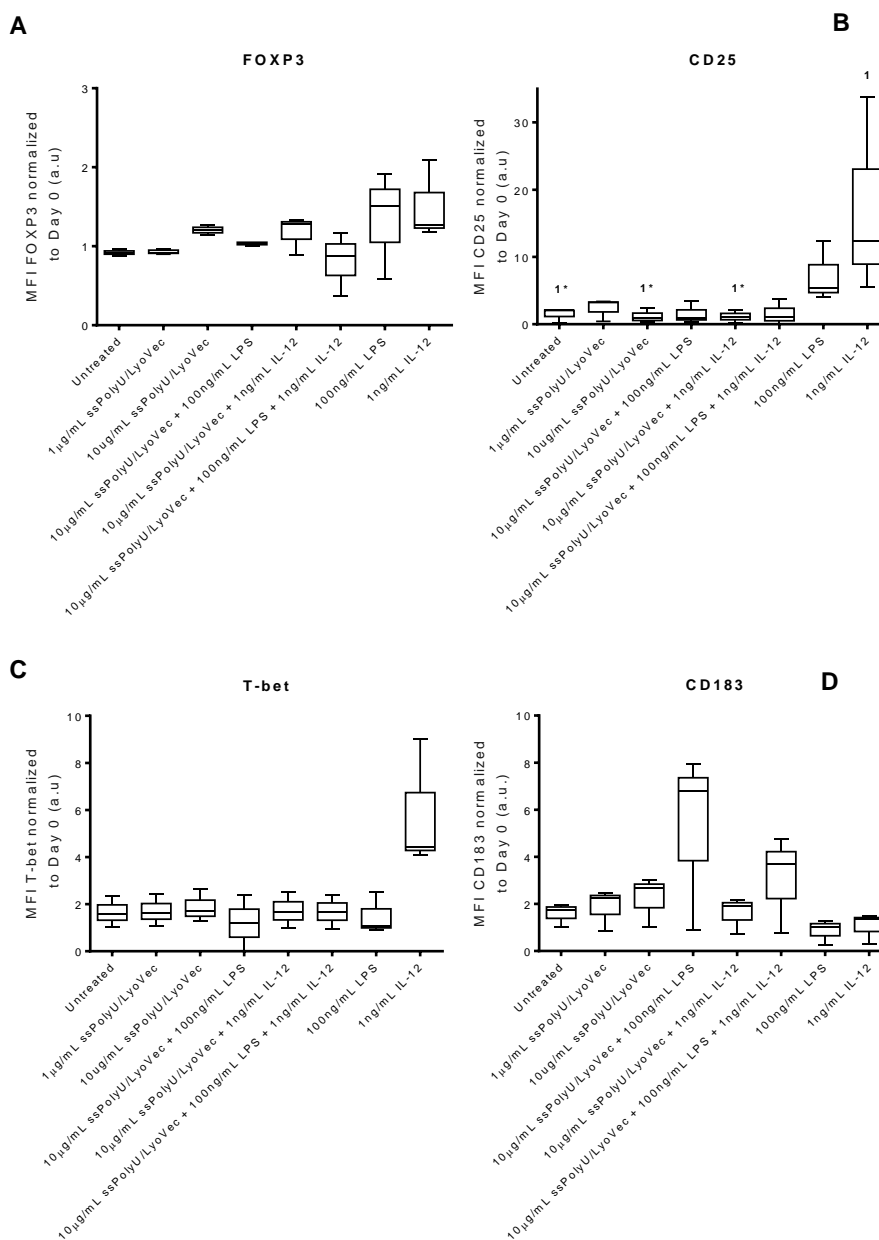 A
B
FOXP3
MFI FOXP3 normalized
to Day 0 (a.u)
3
2
1
0
Untreated
1µg/mL ssPolyU/LyoVec
10ug/mL ssPolyU/LyoVec
10µg/mL ssPolyU/LyoVec + 100ng/mL LPS
10µg/mL ssPolyU/LyoVec + 1ng/mL IL-12
10µg/mL ssPolyU/LyoVec + 100ng/mL LPS + 1ng/mL IL-12
100ng/mL LPS
1ng/mL IL-12
CD25
MFI CD25 normalized
to Day 0 (a.u)
30
20
10
0
1 *
1 *
1 *
1
Untreated
1µg/mL ssPolyU/LyoVec
10ug/mL ssPolyU/LyoVec
10µg/mL ssPolyU/LyoVec + 100ng/mL LPS
10µg/mL ssPolyU/LyoVec + 1ng/mL IL-12
10µg/mL ssPolyU/LyoVec + 100ng/mL LPS + 1ng/mL IL-12
100ng/mL LPS
1ng/mL IL-12
C
D
T-bet
MFI T-bet normalized
to Day 0 (a.u)
10
8
6
4
2
0
Untreated
1µg/mL ssPolyU/LyoVec
10ug/mL ssPolyU/LyoVec
10µg/mL ssPolyU/LyoVec + 100ng/mL LPS
10µg/mL ssPolyU/LyoVec + 1ng/mL IL-12
10µg/mL ssPolyU/LyoVec + 100ng/mL LPS + 1ng/mL IL-12
100ng/mL LPS
1ng/mL IL-12
CD183
MFI CD183 normalized
to Day 0 (a.u.)
10
8
6
4
2
0
Untreated
1µg/mL ssPolyU/LyoVec
10ug/mL ssPolyU/LyoVec
10µg/mL ssPolyU/LyoVec + 100ng/mL LPS
10µg/mL ssPolyU/LyoVec + 1ng/mL IL-12
10µg/mL ssPolyU/LyoVec + 100ng/mL LPS + 1ng/mL IL-12
100ng/mL LPS
1ng/mL IL-12